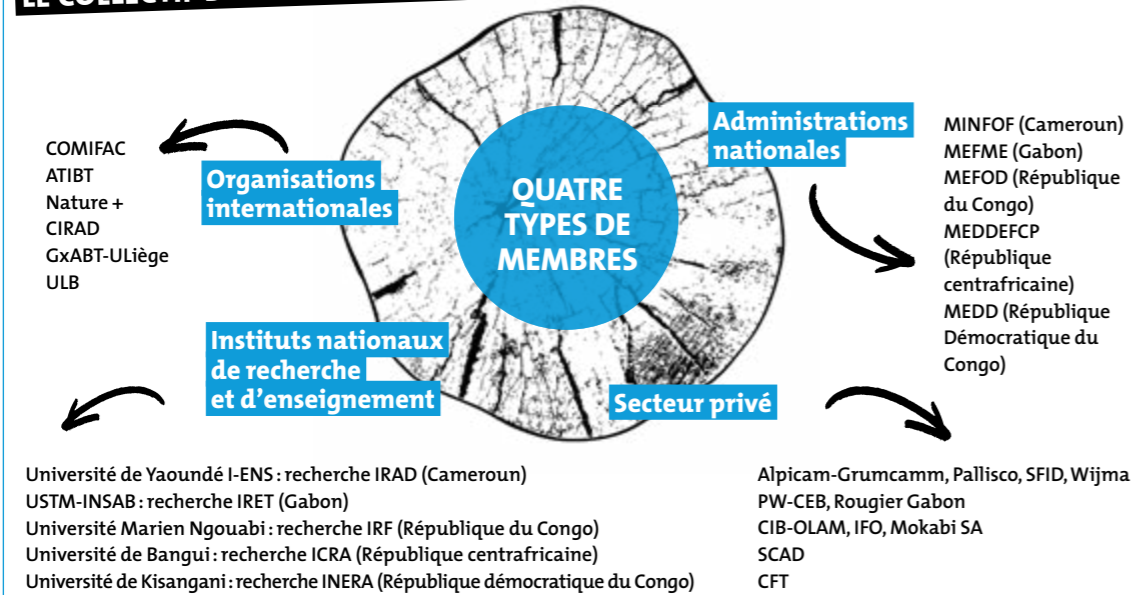 LE COLLECTIF
QUATRE
TYPES DE
MEMBRES
Organisations
internationales
COMIFAC
ATIBT
Nature +
CIRAD
GxABT-ULiège
ULB
Administrations
nationales
MINFOF (Cameroun)
MEFME (Gabon)
MEFOD (République
du Congo)
MEDDEFCP
(République
centrafricaine)
MEDD (République
Démocratique du
Congo)
Instituts nationaux
de recherche
et d’enseignement
Université de Yaoundé I-ENS : recherche IRAD (Cameroun)
USTM-INSAB : recherche IRET (Gabon)
Université Marien Ngouabi : recherche IRF (République du Congo)
Université de Bangui : recherche ICRA (République centrafricaine)
Université de Kisangani : recherche INERA (République démocratique du Congo)
Secteur privé
Alpicam-Grumcamm, Pallisco, SFID, Wijma
PW-CEB, Rougier Gabon
CIB-OLAM, IFO, Mokabi SA
SCAD
CFT